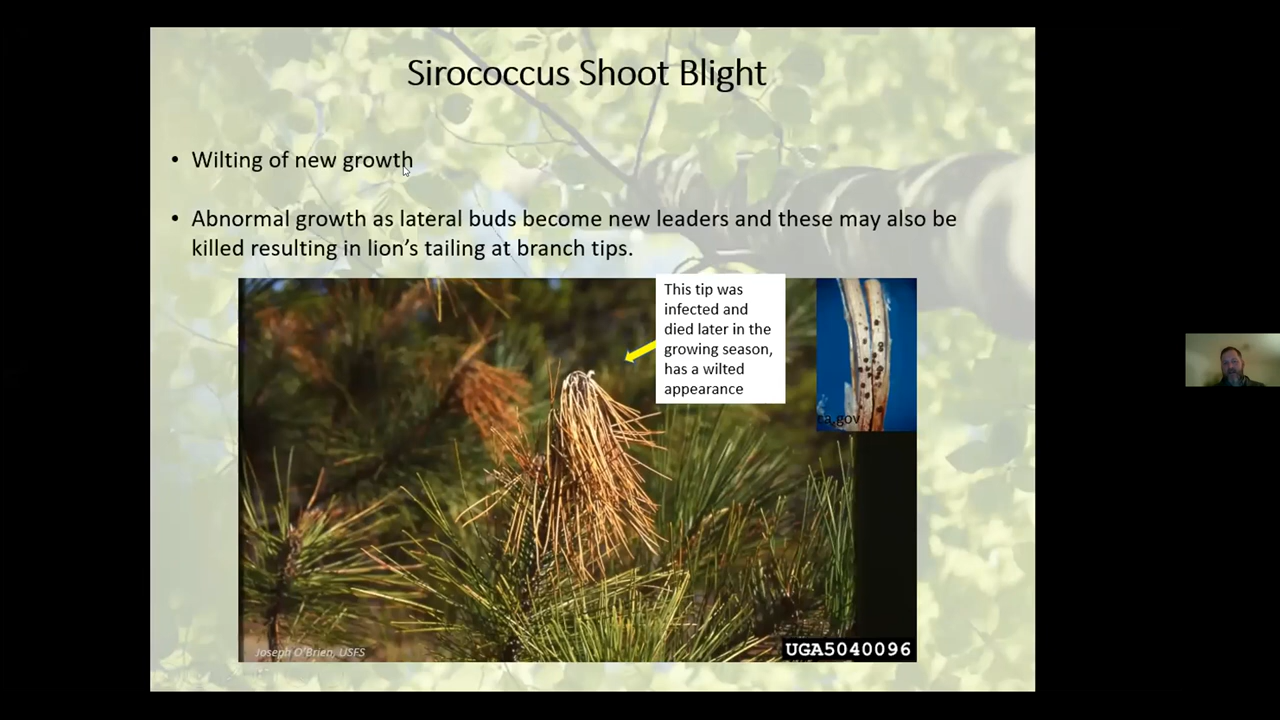 Sirococcus Shoot Blight
• Wilting of new growth
• Abnormal growth as lateral buds become new leaders and these may also be
killed resulting in lion's tailing at branch tips.
This tip was
infected and
died later in the
growing season,
has a wilted
appearance
ca.gov
Joseph O'Brien, USFS
UGA5040096